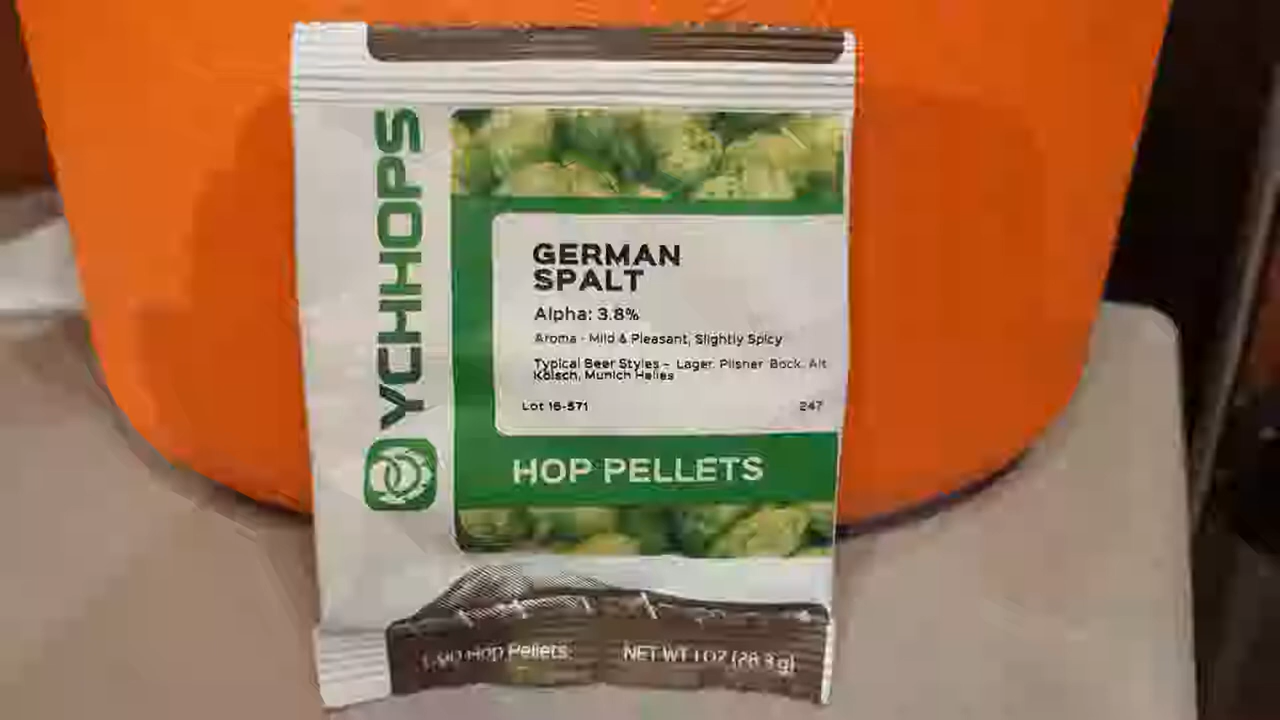 YCHHOPS
GERMAN
SPALT
Alpha: 3.8%
Aroma - Mild & Pleasant, Slightly Spicy
Typical Beer Styles - Lager, Pilsner, Bock, Alt
Kölsch, Munich Helles
Lot 16-571
247
HOP PELLETS
Hop Pellets
NET WT 1 OZ (28.3 g)